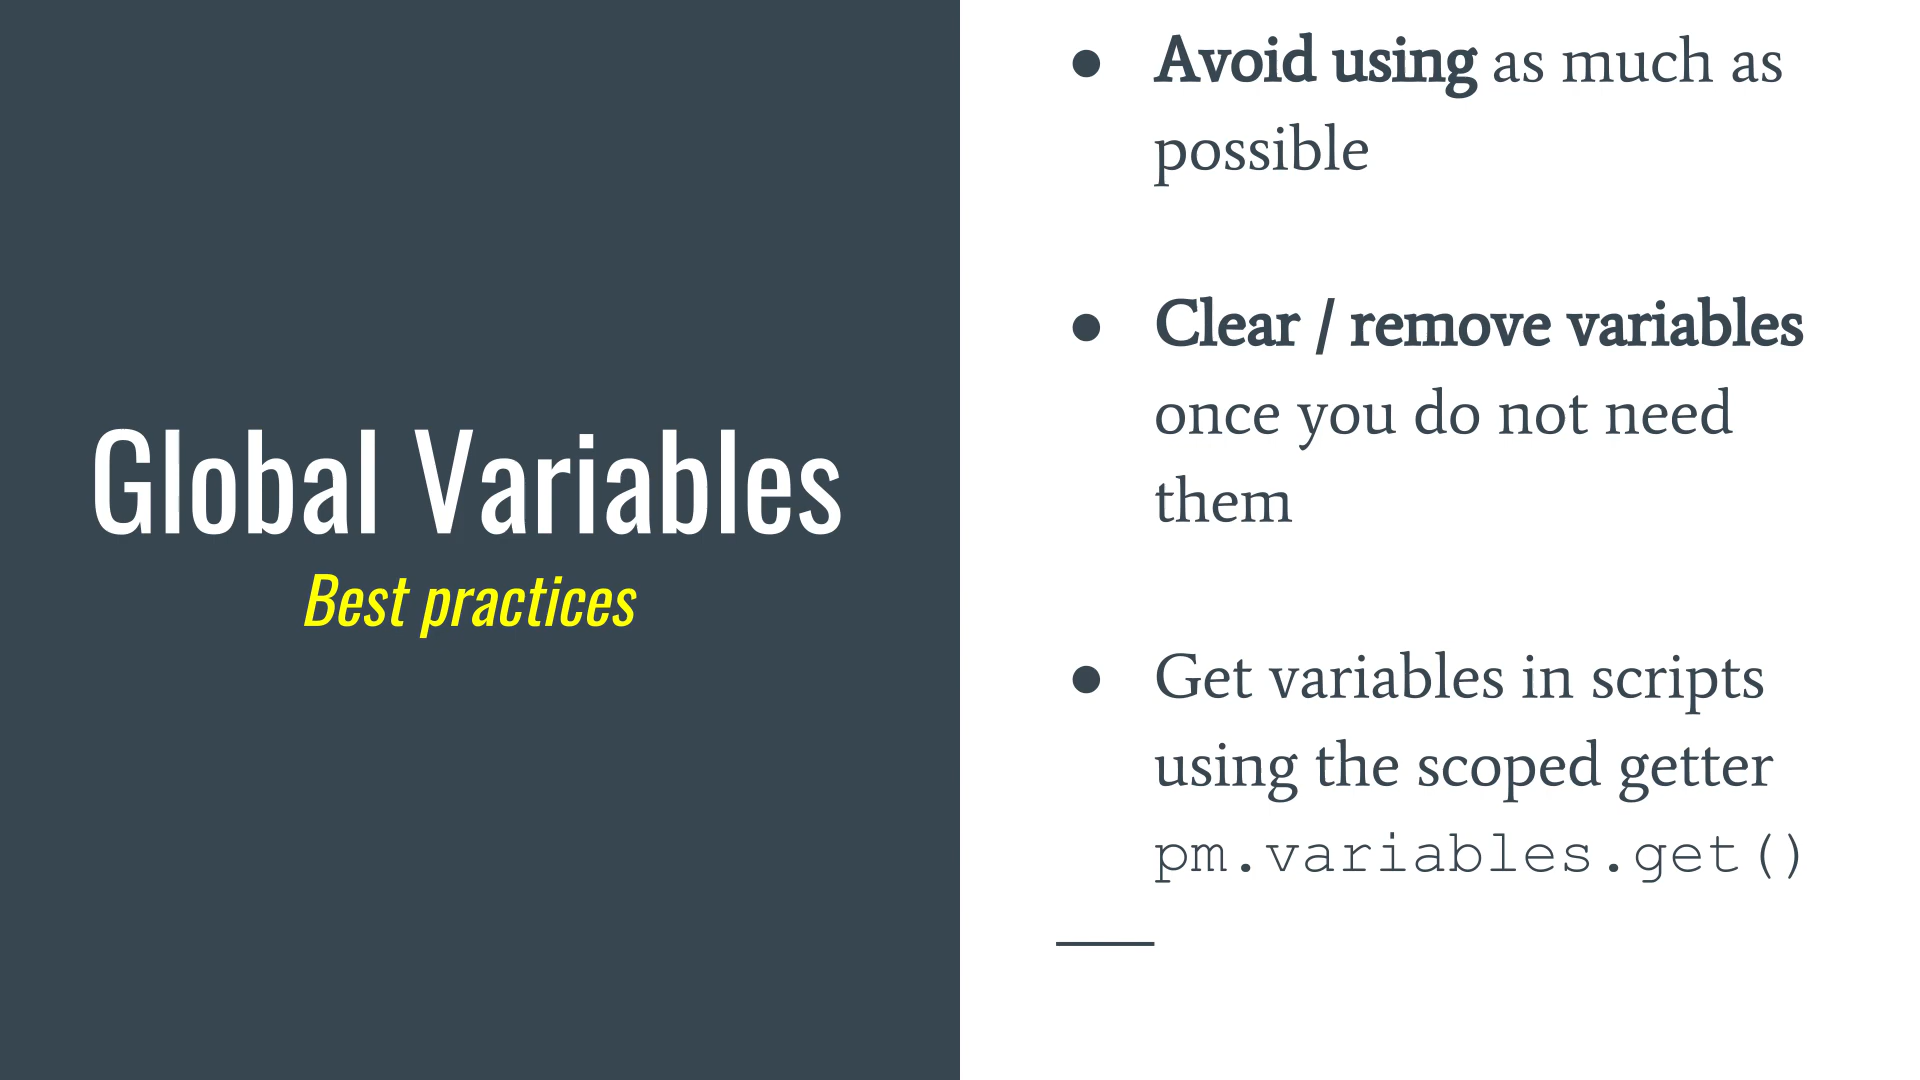 Global Variables
Best practices
● Avoid using as much as
possible
● Clear / remove variables
once you do not need
them
● Get variables in scripts
using the scoped getter
pm.variables.get()